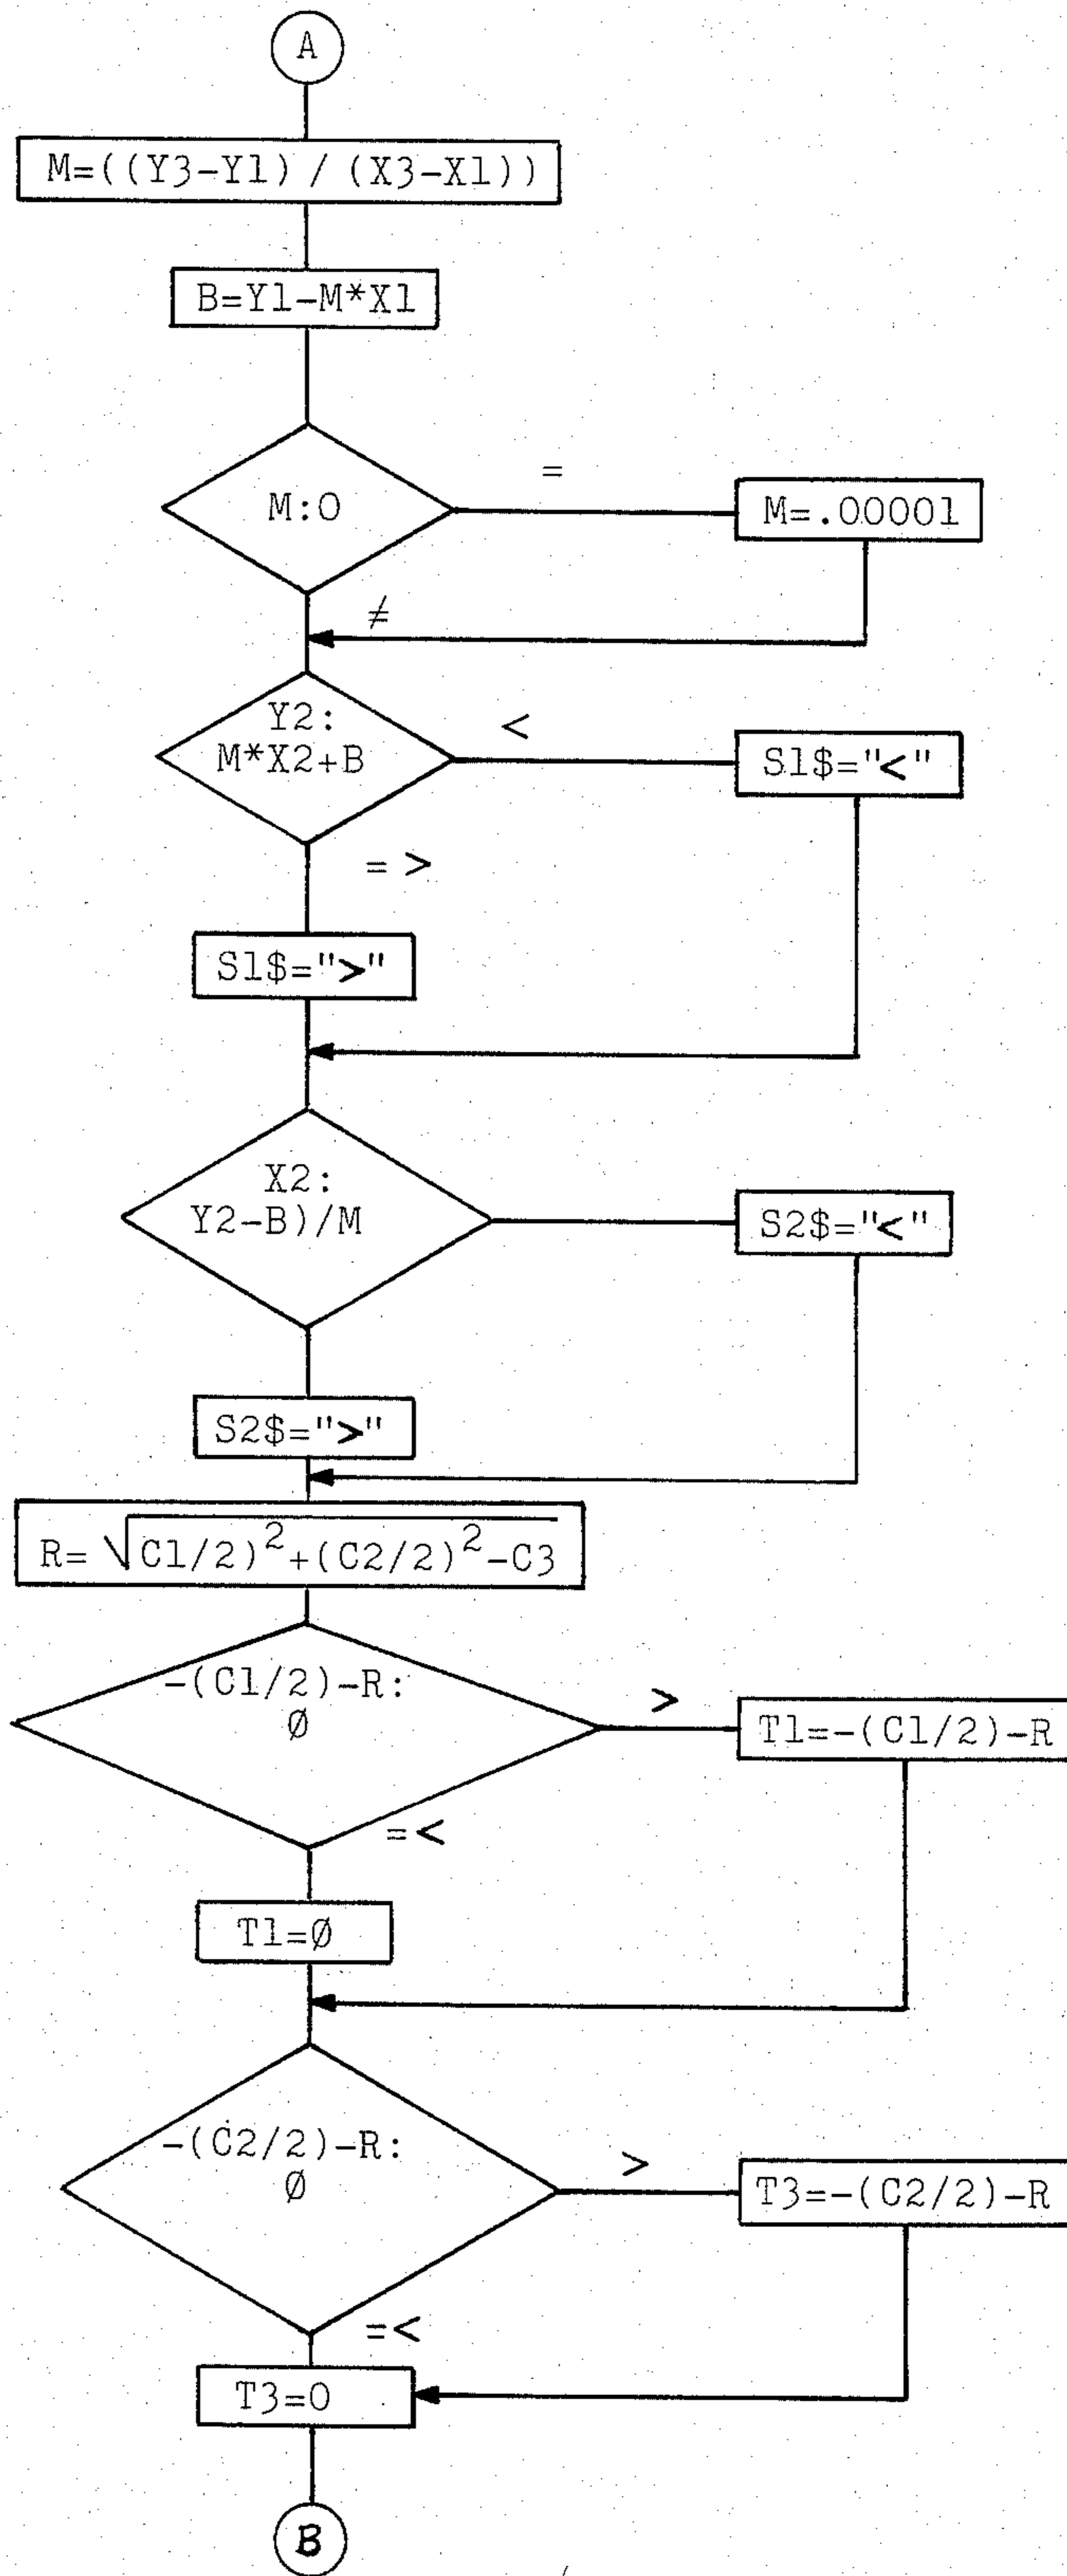 A
M=((Y3-Y1) / (X3-X1))
B=Y1-M*X1
M:0
=
M=.00001
≠
Y2:
M*X2+B
<
S1$="<"
=>
S1$=">"
X2:
Y2-B)/M
S2$="<"
S2$=">"
R= √C1/2)²+(C2/2)²-C3
-(C1/2)-R:
Ø
>
T1=-(C1/2)-R
=<
T1=Ø
-(C2/2)-R:
Ø
>
T3=-(C2/2)-R
=<
T3=0
B